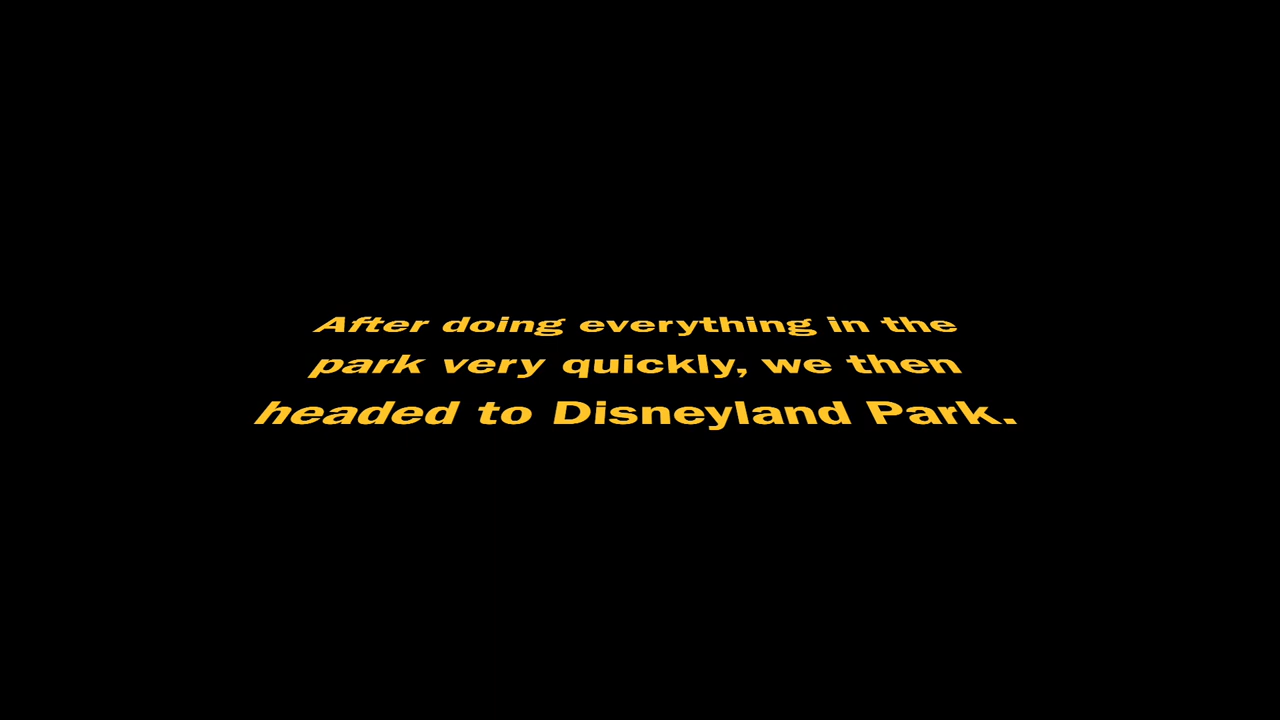 After doing everything in the
park very quickly, we then
headed to Disneyland Park.